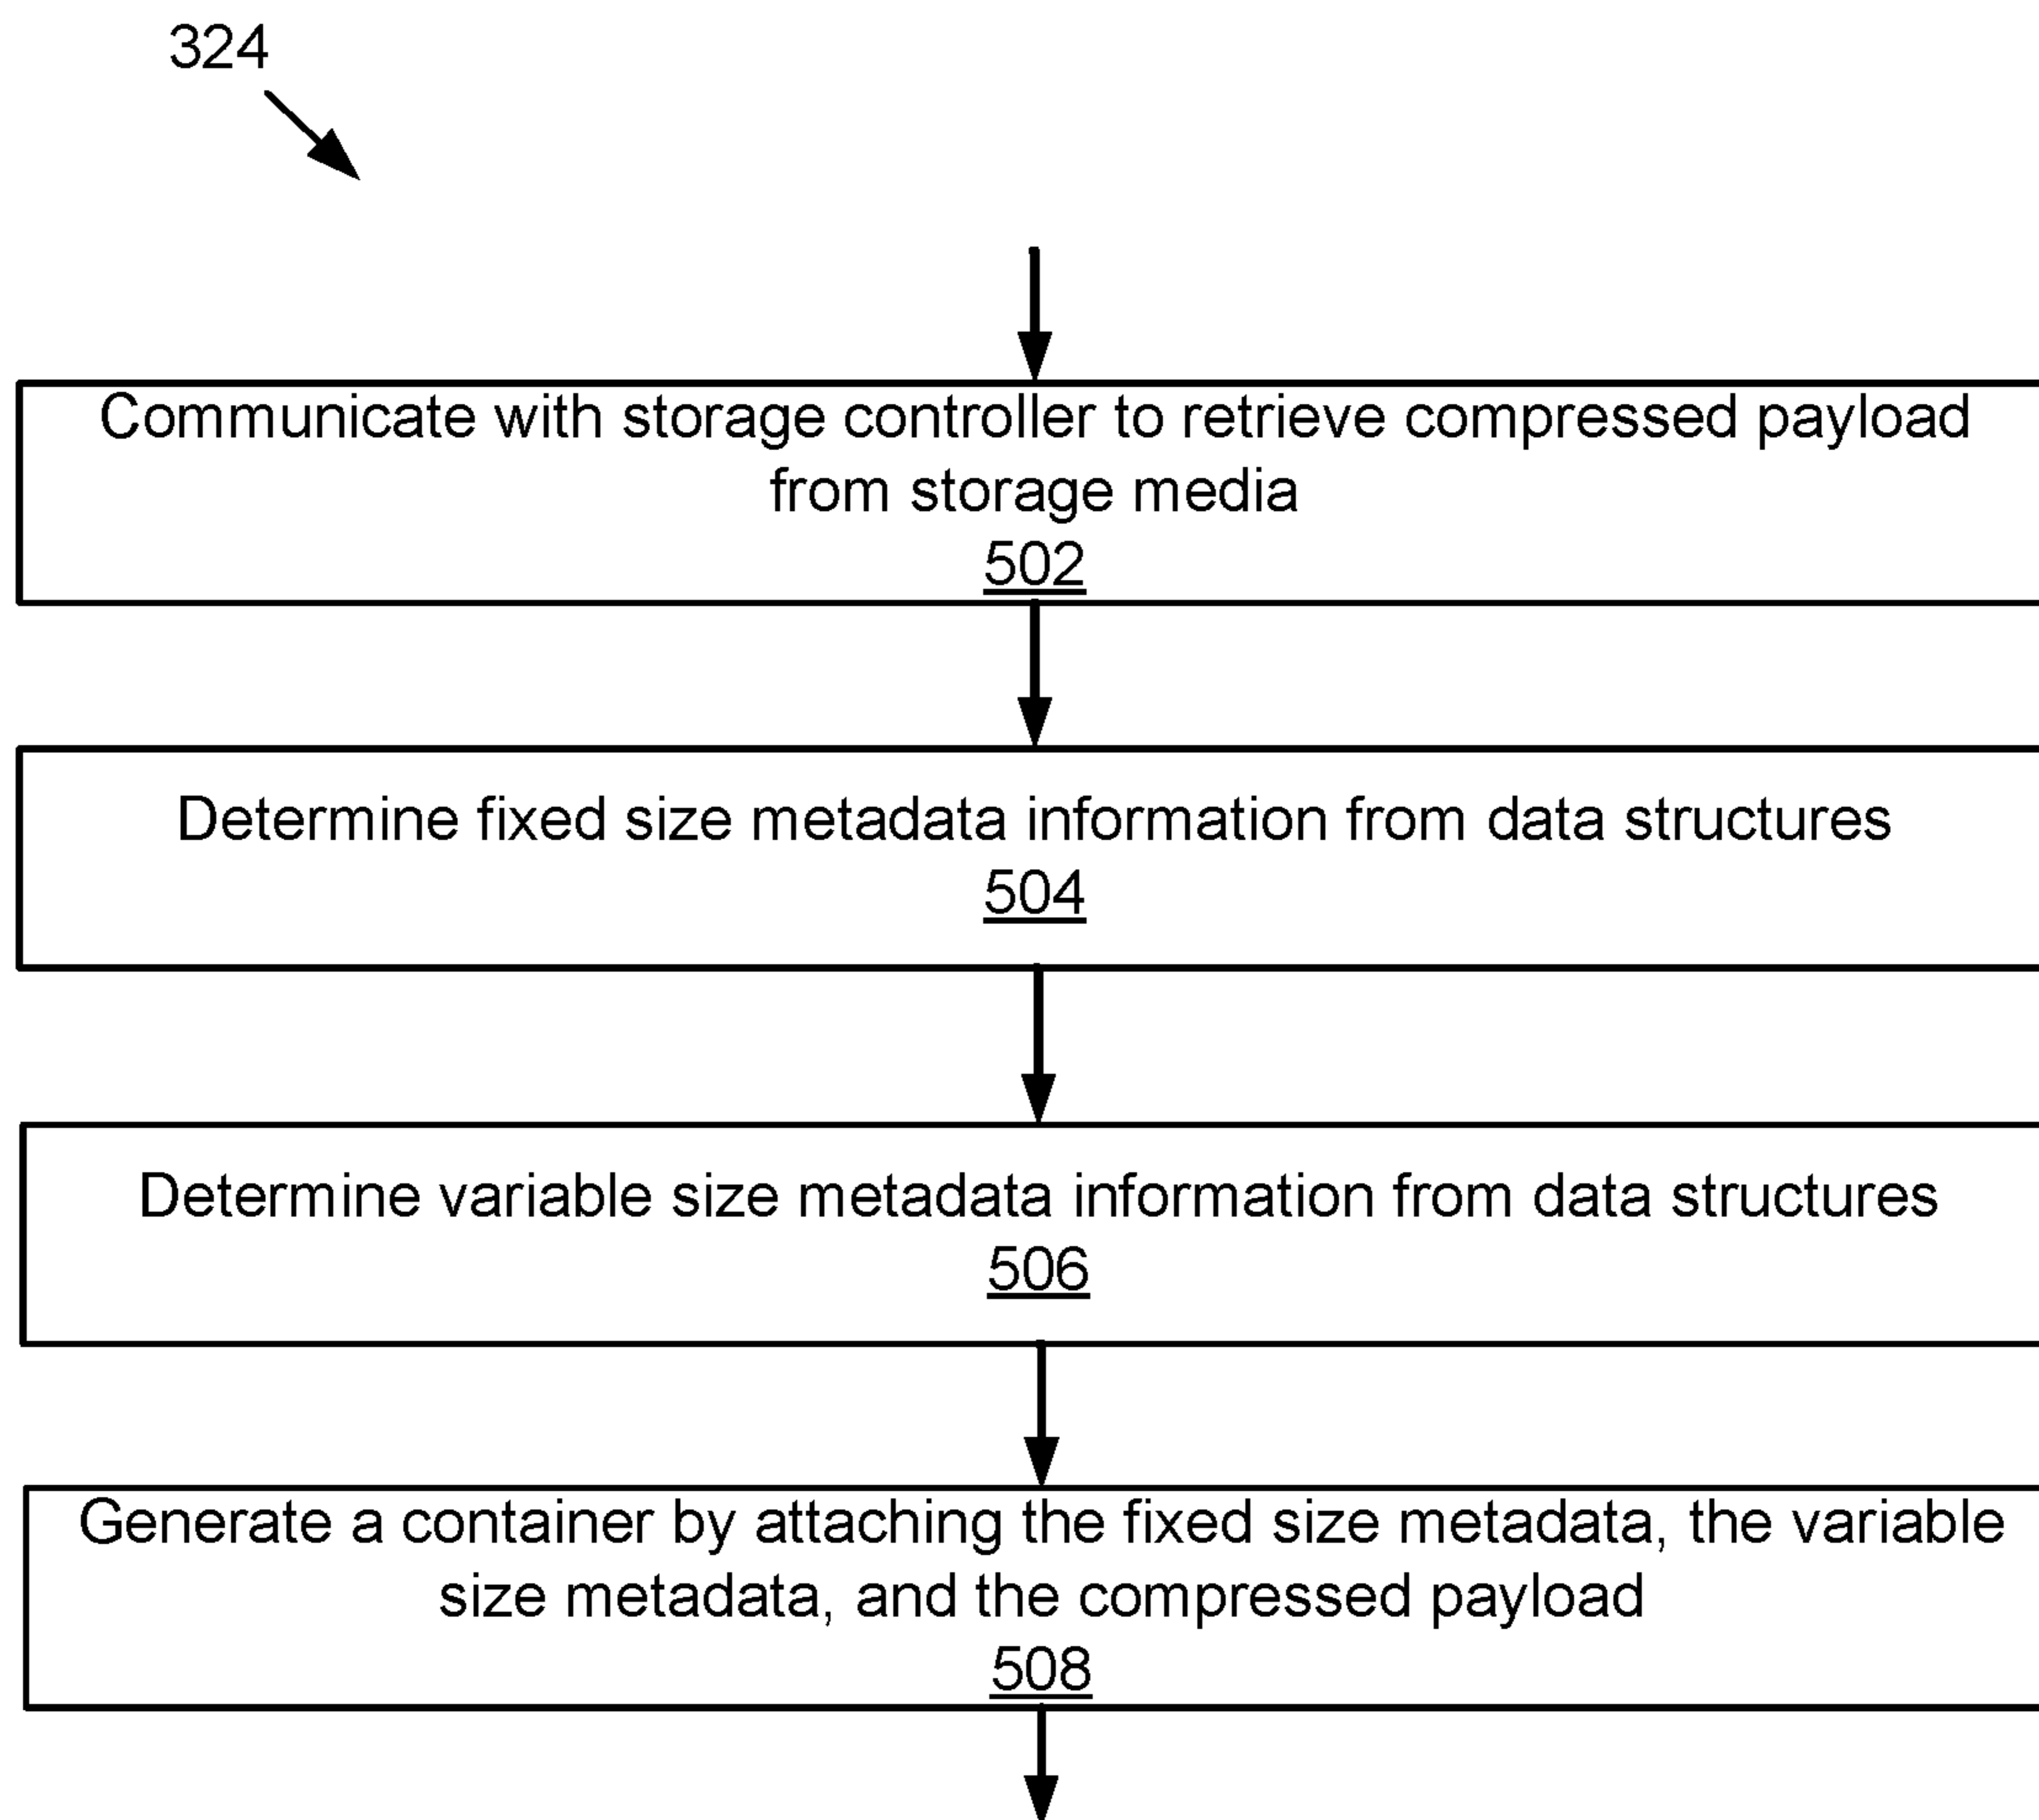 324
Communicate with storage controller to retrieve compressed payload
from storage media
502
Determine fixed size metadata information from data structures
504
Determine variable size metadata information from data structures
506
Generate a container by attaching the fixed size metadata, the variable
size metadata, and the compressed payload
508